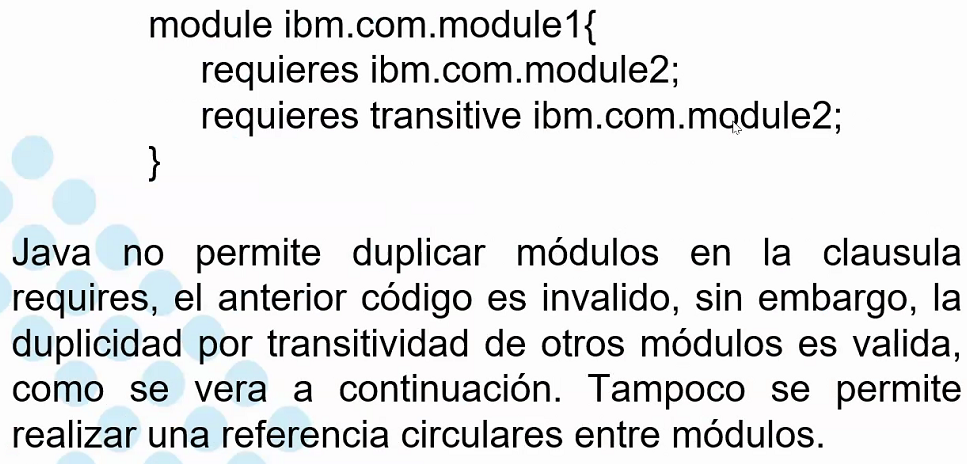 module ibm.com.module1{
requieres ibm.com.module2;
requieres transitive ibm.com.module2;
}
Java no permite duplicar módulos en la clausula
requires, el anterior código es invalido, sin embargo, la
duplicidad por transitividad de otros módulos es valida,
como se vera a continuación. Tampoco se permite
realizar una referencia circulares entre módulos.